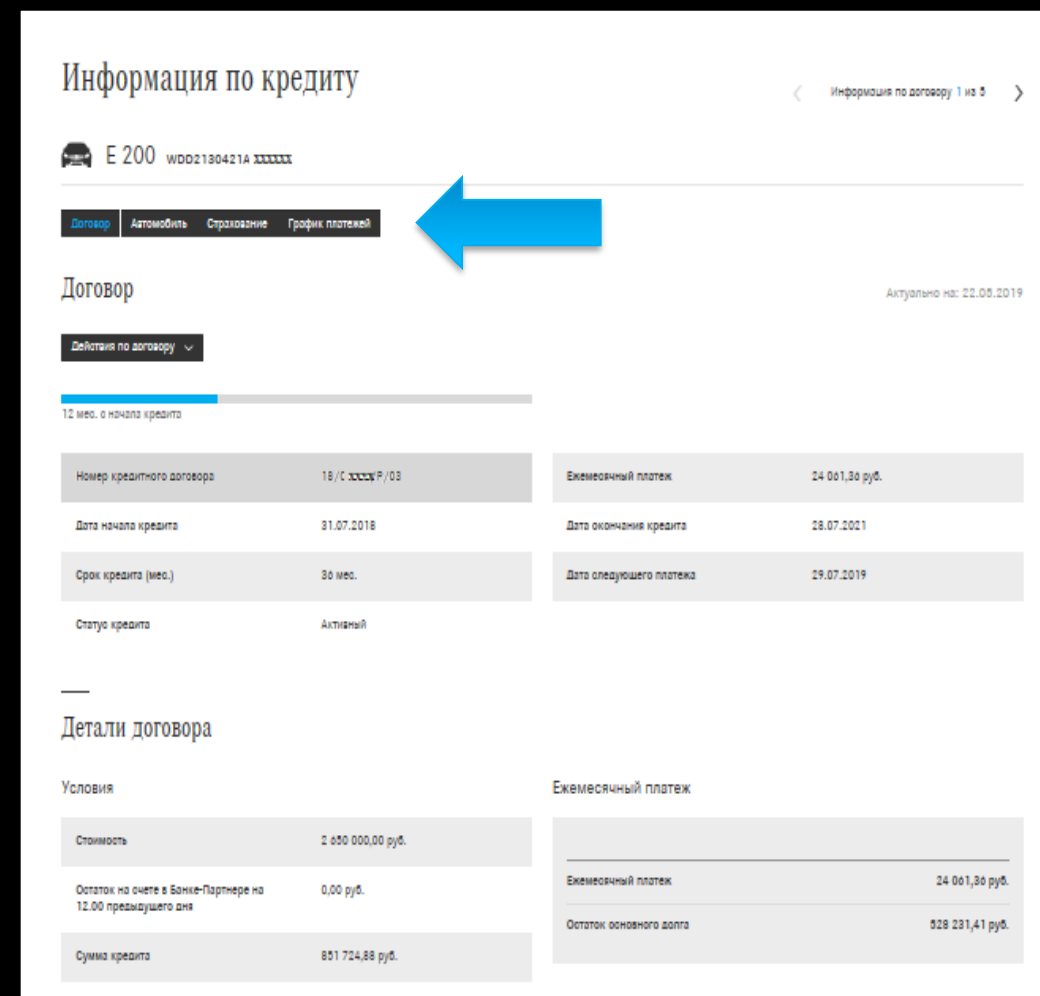 Информация по кредиту
Информация по договору 1 из 5
E 200 WDD2130421A xxxxxx
Договор Автомобиль Страхование График платежей
Договор
Актуально на: 22.05.2019
Действия по договору
12 мес. с начала кредита
Номер кредитного договора 18/C xxxx/P/03
Ежемесячный платеж 24 061,36 руб.
Дата начала кредита 31.07.2018
Дата окончания кредита 28.07.2021
Срок кредита (мес.) 36 мес.
Дата следующего платежа 29.07.2019
Статус кредита Активный
Детали договора
Условия
Ежемесячный платеж
Стоимость 2 650 000,00 руб.
Остаток на счете в Банке-Партнере на
12.00 предыдущего дня
0,00 руб.
Сумма кредита 851 724,88 руб.
Ежемесячный платеж 24 061,36 руб.
Остаток основного долга 528 231,41 руб.